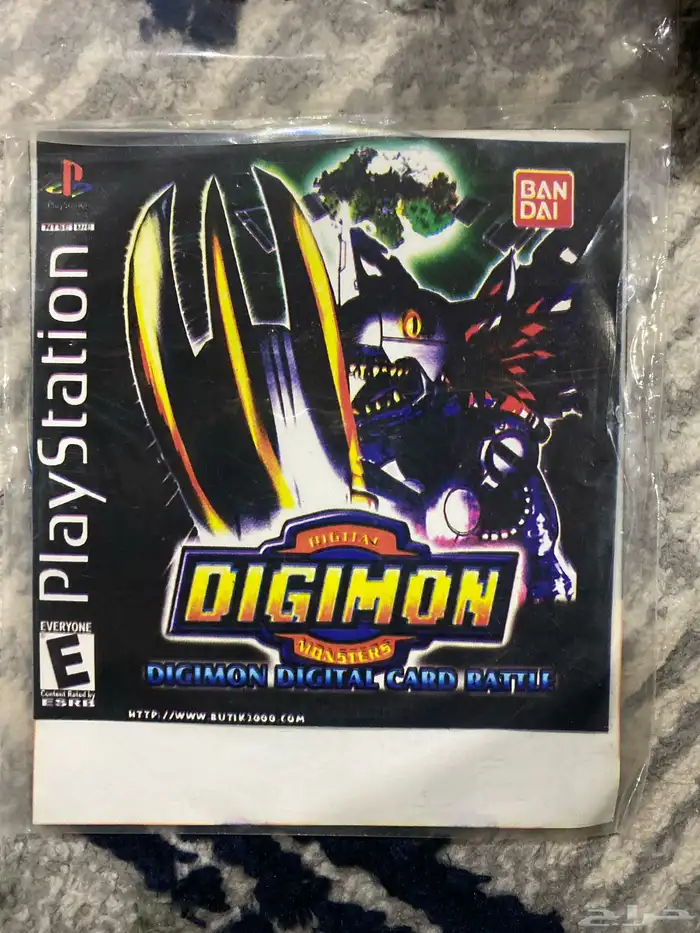 PlayStation
NTSC U/C
PlayStation
BAN
DAI
DIGITAL
DIGIMON
MONSTERS
DIGIMON DIGITAL CARD BATTLE
EVERYONE
E
Content Rated by
ESRB
HTTP://WWW.BUTIK2000.COM
حراج